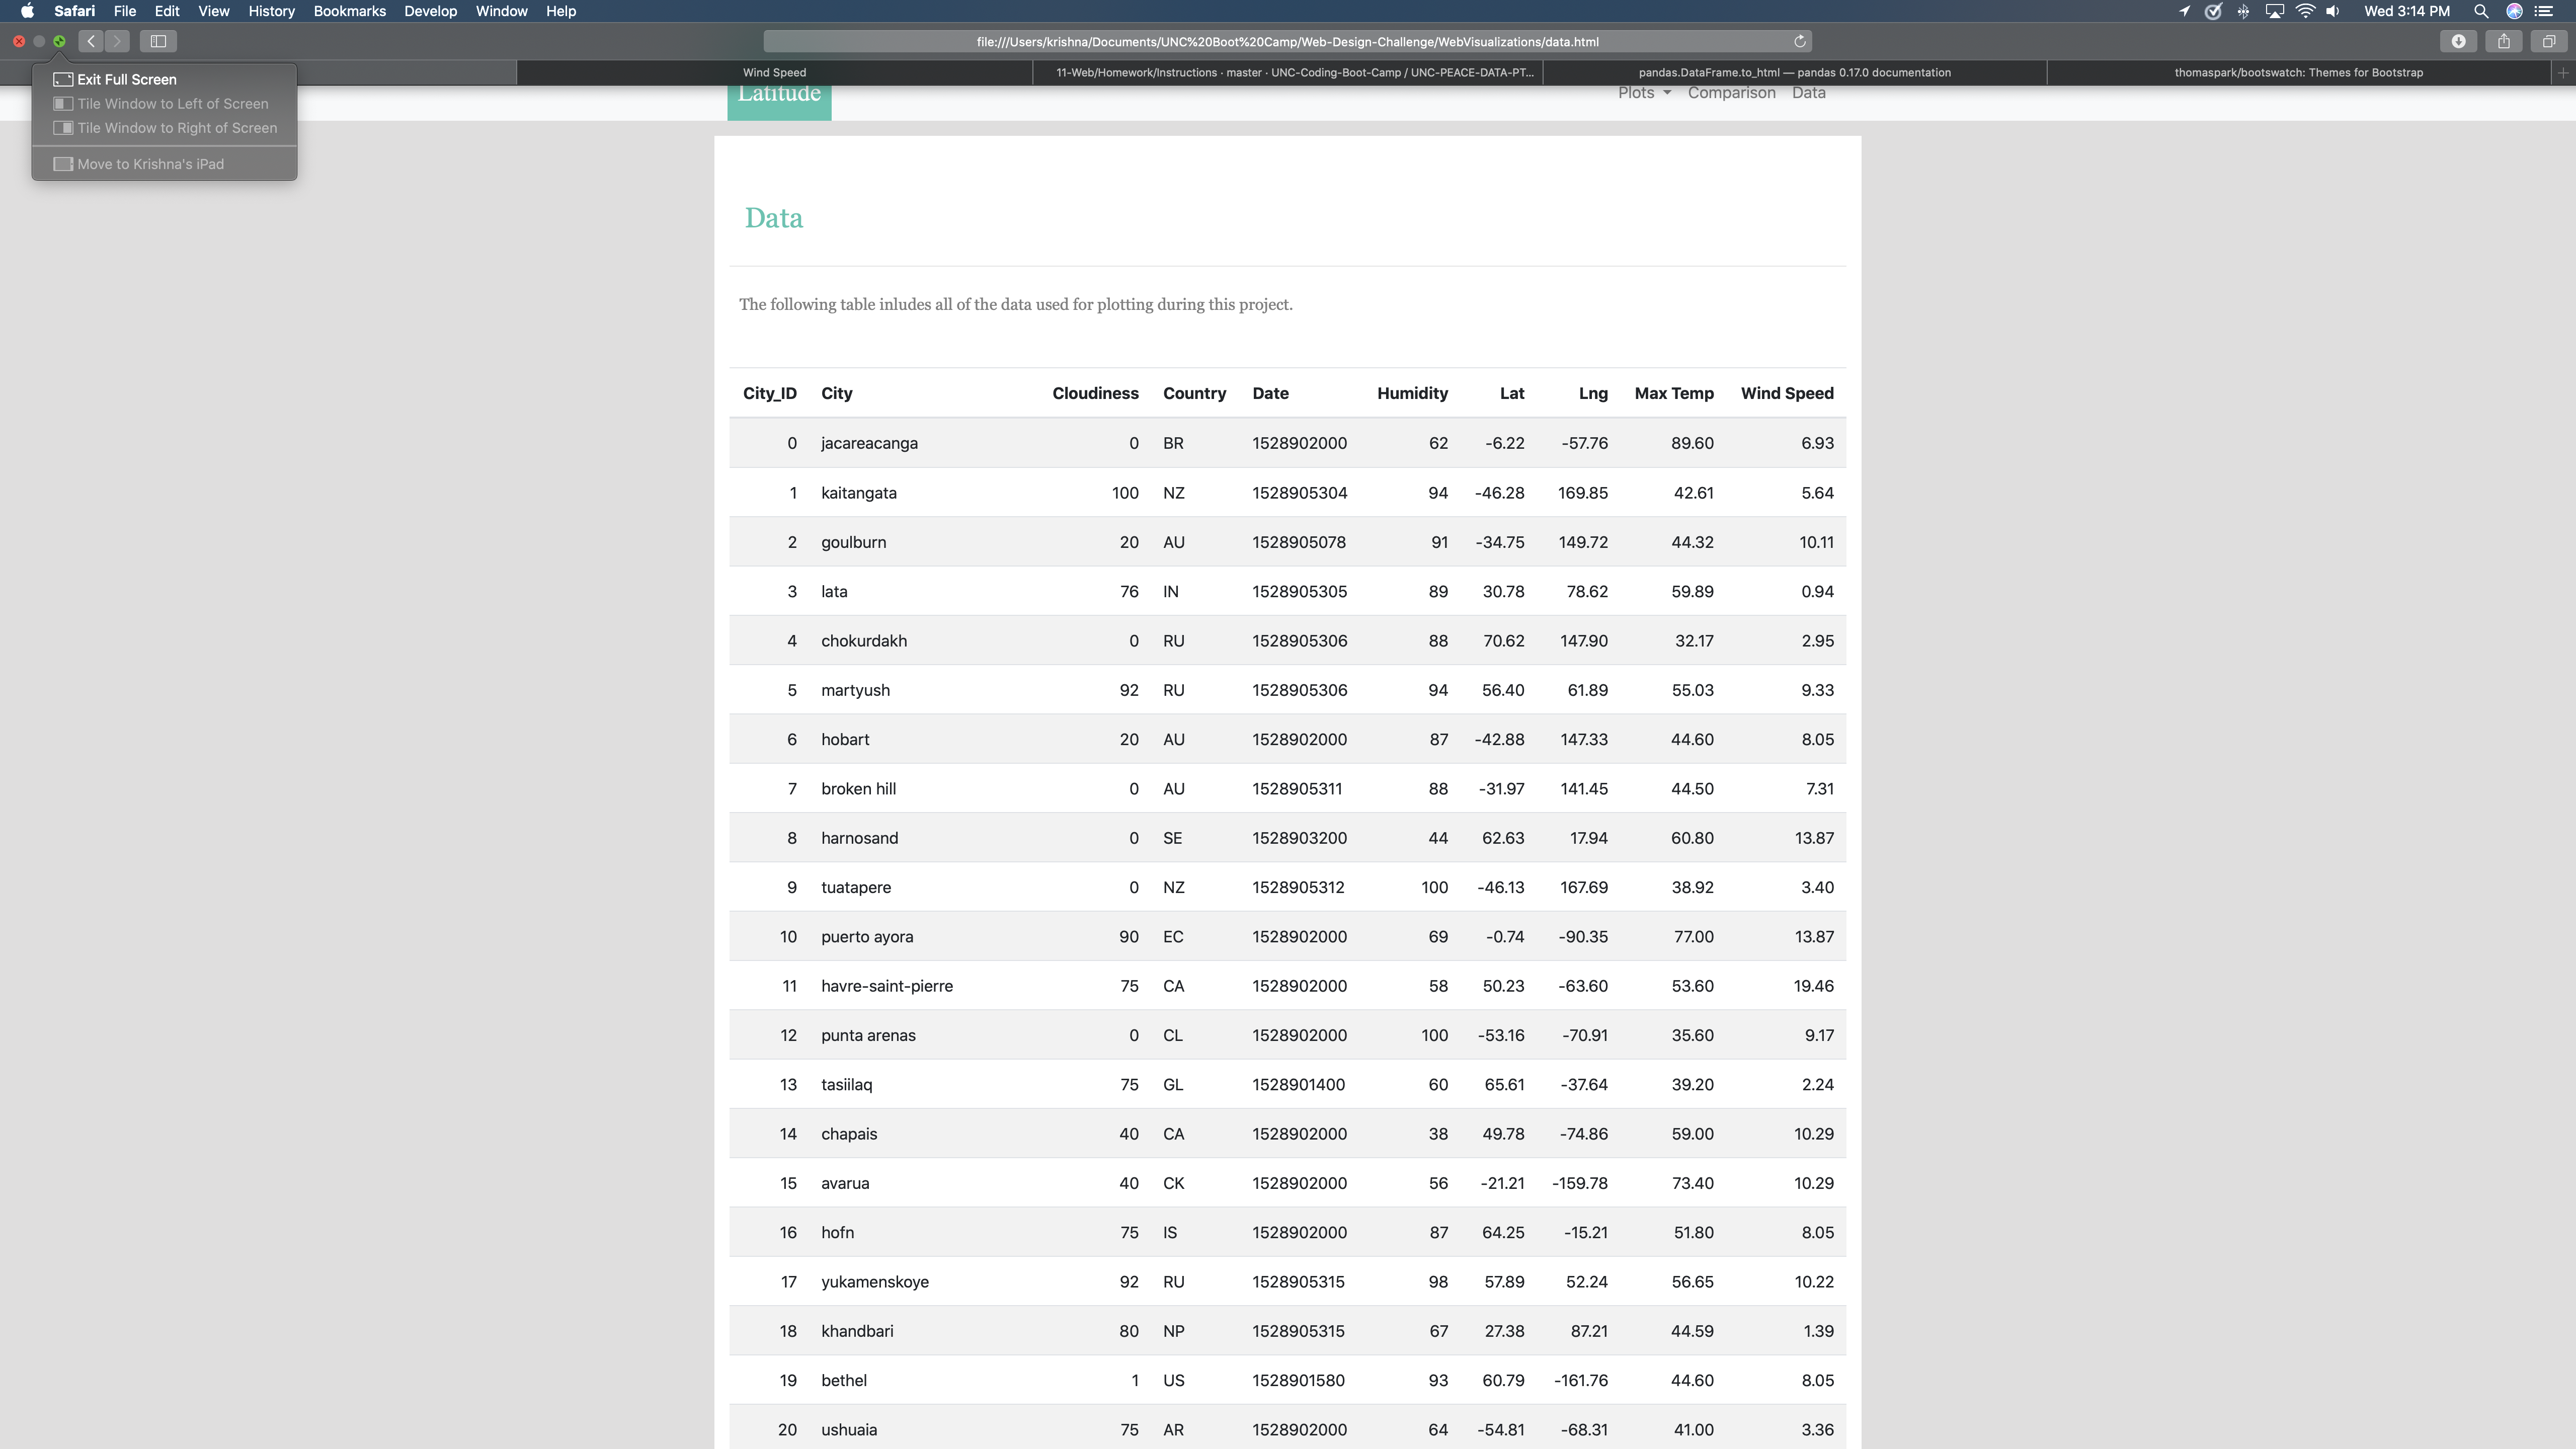 Safari File Edit View History Bookmarks Develop Window Help Wed 3:14 PM
file:///Users/krishna/Documents/UNC%20Boot%20Camp/Web-Design-Challenge/WebVisualizations/data.html
Wind Speed 11-Web/Homework/Instructions · master · UNC-Coding-Boot-Camp / UNC-PEACE-DATA-PT... pandas.DataFrame.to_html — pandas 0.17.0 documentation thomaspark/bootswatch: Themes for Bootstrap
Exit Full Screen
Tile Window to Left of Screen
Tile Window to Right of Screen
Move to Krishna's iPad
Latitude Plots Comparison Data
Data
The following table inludes all of the data used for plotting during this project.
City_ID City Cloudiness Country Date Humidity Lat Lng Max Temp Wind Speed
0 jacareacanga 0 BR 1528902000 62 -6.22 -57.76 89.60 6.93
1 kaitangata 100 NZ 1528905304 94 -46.28 169.85 42.61 5.64
2 goulburn 20 AU 1528905078 91 -34.75 149.72 44.32 10.11
3 lata 76 IN 1528905305 89 30.78 78.62 59.89 0.94
4 chokurdakh 0 RU 1528905306 88 70.62 147.90 32.17 2.95
5 martyush 92 RU 1528905306 94 56.40 61.89 55.03 9.33
6 hobart 20 AU 1528902000 87 -42.88 147.33 44.60 8.05
7 broken hill 0 AU 1528905311 88 -31.97 141.45 44.50 7.31
8 harnosand 0 SE 1528903200 44 62.63 17.94 60.80 13.87
9 tuatapere 0 NZ 1528905312 100 -46.13 167.69 38.92 3.40
10 puerto ayora 90 EC 1528902000 69 -0.74 -90.35 77.00 13.87
11 havre-saint-pierre 75 CA 1528902000 58 50.23 -63.60 53.60 19.46
12 punta arenas 0 CL 1528902000 100 -53.16 -70.91 35.60 9.17
13 tasiilaq 75 GL 1528901400 60 65.61 -37.64 39.20 2.24
14 chapais 40 CA 1528902000 38 49.78 -74.86 59.00 10.29
15 avarua 40 CK 1528902000 56 -21.21 -159.78 73.40 10.29
16 hofn 75 IS 1528902000 87 64.25 -15.21 51.80 8.05
17 yukamenskoye 92 RU 1528905315 98 57.89 52.24 56.65 10.22
18 khandbari 80 NP 1528905315 67 27.38 87.21 44.59 1.39
19 bethel 1 US 1528901580 93 60.79 -161.76 44.60 8.05
20 ushuaia 75 AR 1528902000 64 -54.81 -68.31 41.00 3.36